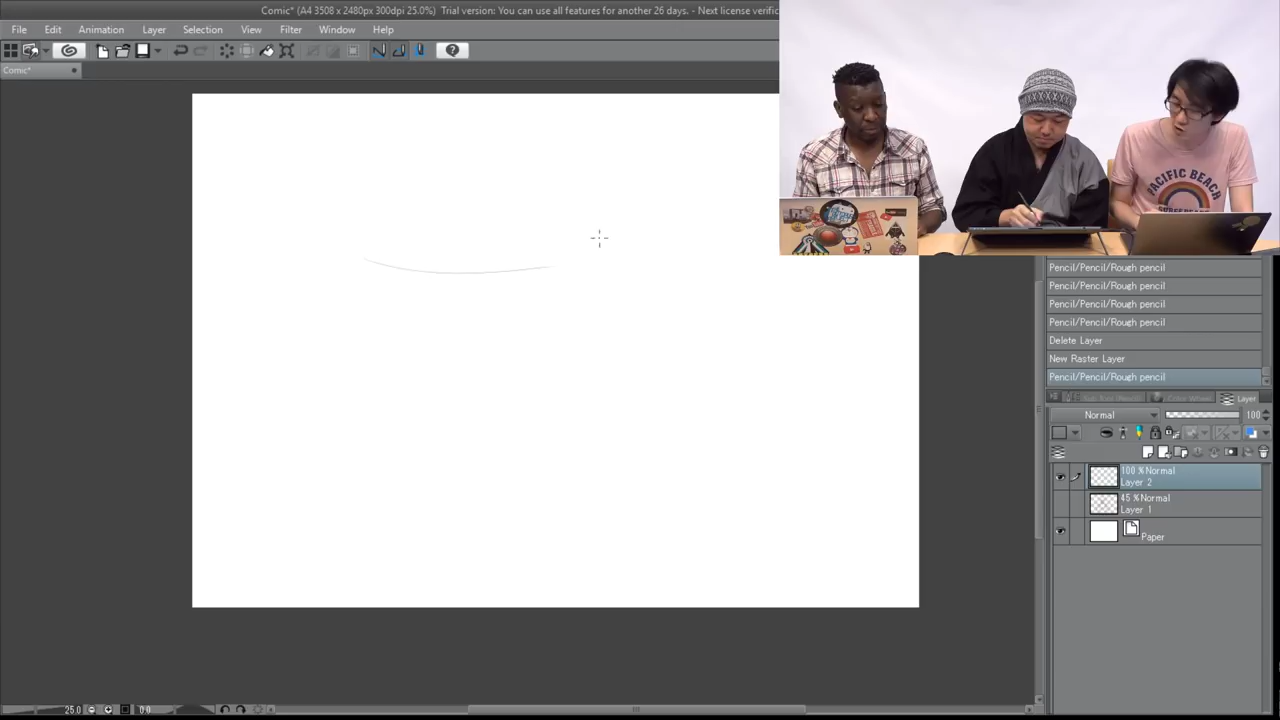 Comic* (A4 3508 x 2480px 300dpi 25.0%) Trial version: You can use all features for another 26 days. - Next license verific
File Edit Animation Layer Selection View Filter Window Help
Comic*
PACIFIC BEACH
Pencil/Pencil/Rough pencil
Pencil/Pencil/Rough pencil
Pencil/Pencil/Rough pencil
Pencil/Pencil/Rough pencil
Delete Layer
New Raster Layer
Pencil/Pencil/Rough pencil
Color Wheel Layer
Normal 100
100 % Normal
Layer 2
45 % Normal
Layer 1
Paper
25.0 0.0